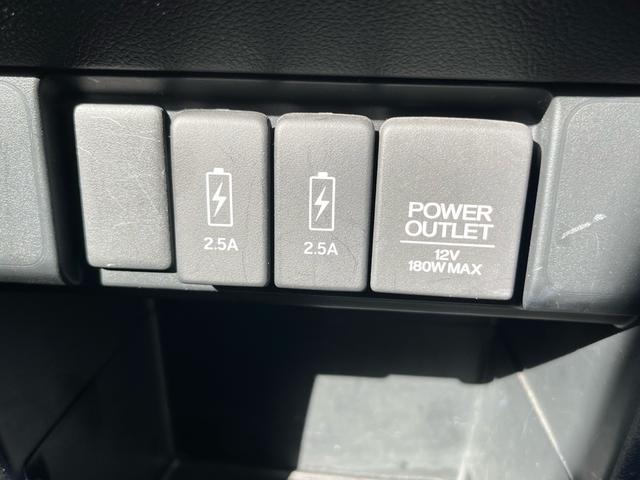 2.5A
2.5A
POWER
OUTLET
12V
180W MAX